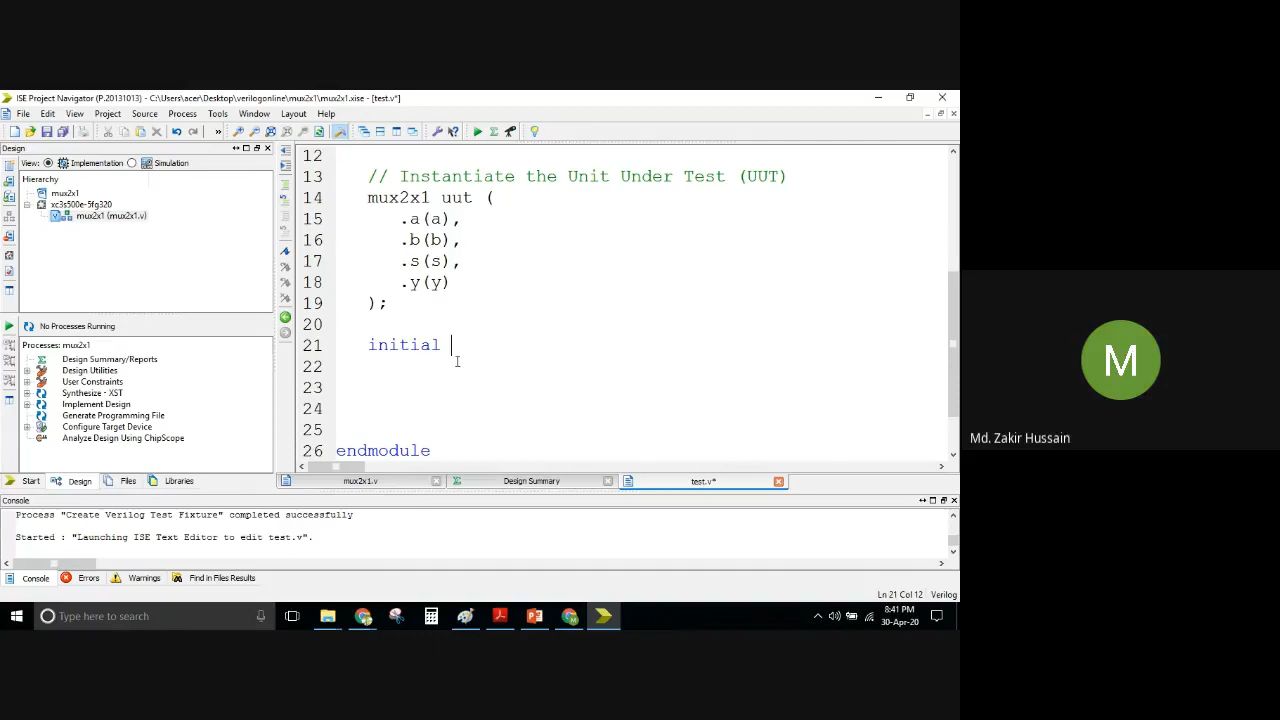 ISE Project Navigator (P.20131013) - C:\Users\acer\Desktop\verilogonline\mux2x1\mux2x1.xise - [test.v*]
File Edit View Project Source Process Tools Window Layout Help
Design
View: Implementation Simulation
Hierarchy
mux2x1
xc3s500e-5fg320
mux2x1 (mux2x1.v)
No Processes Running
Processes: mux2x1
Design Summary/Reports
Design Utilities
User Constraints
Synthesize - XST
Implement Design
Generate Programming File
Configure Target Device
Analyze Design Using ChipScope
Start Design Files Libraries
12
13 // Instantiate the Unit Under Test (UUT)
14 mux2x1 uut (
15 .a(a),
16 .b(b),
17 .s(s),
18 .y(y)
19 );
20
21 initial
22
23
24
25
26 endmodule
mux2x1.v Design Summary test.v*
Console
Process "Create Verilog Test Fixture" completed successfully
Started : "Launching ISE Text Editor to edit test.v".
Console Errors Warnings Find in Files Results
Ln 21 Col 12 Verilog
Type here to search
8:41 PM
30-Apr-20
M
Md. Zakir Hussain